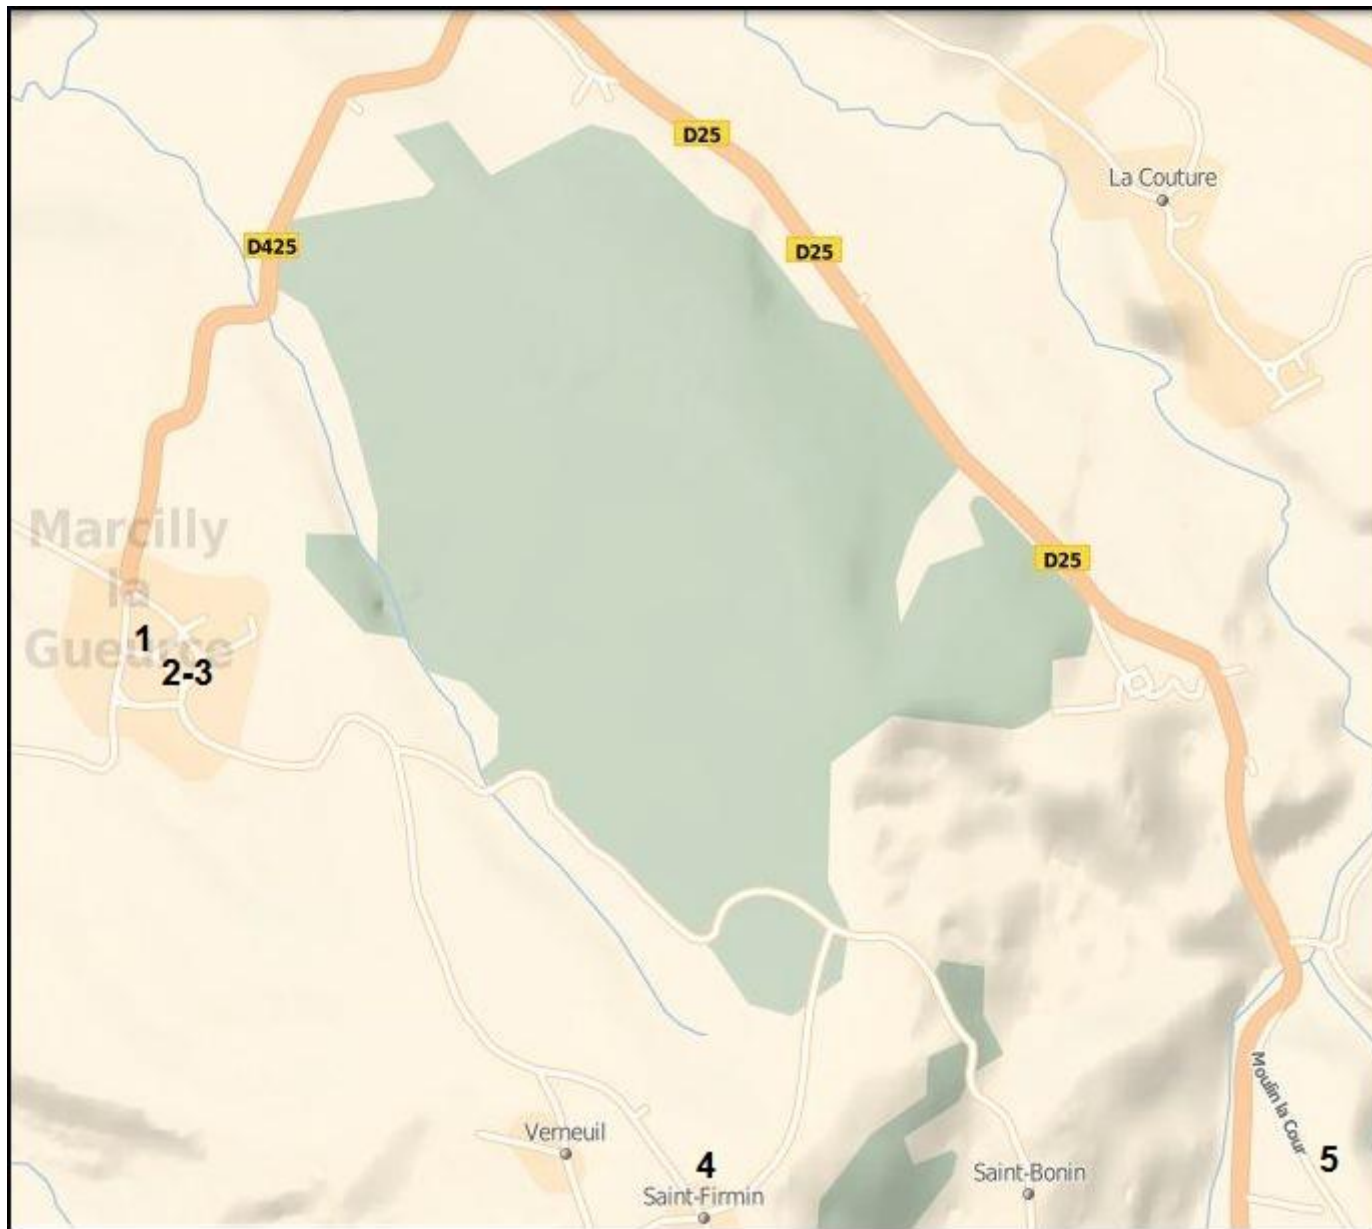 D25
La Couture
D425
D25
Marcilly
la
Gueurce
1
2-3
D25
Moulin la Cour
Verneuil
4
Saint-Firmin
Saint-Bonin
5